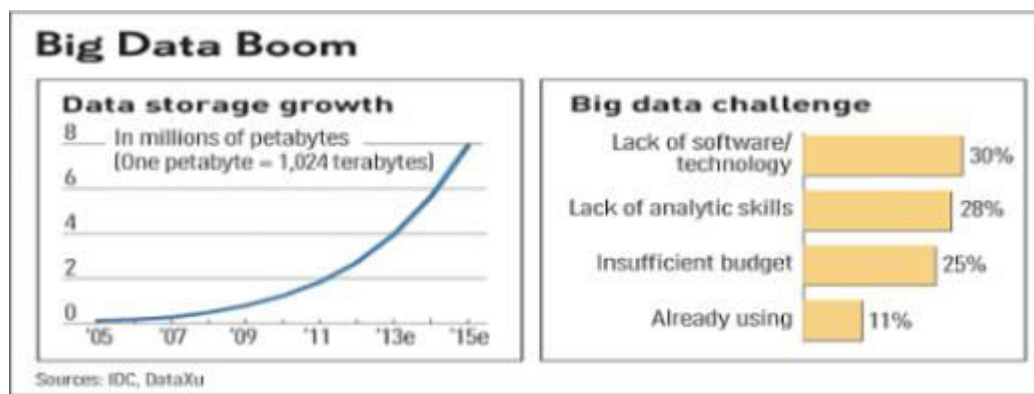 Big Data Boom
Data storage growth
In millions of petabytes
(One petabyte = 1,024 terabytes)
8
6
4
2
0
'05 '07 '09 '11 '13e '15e
Big data challenge
Lack of software/
technology
30%
Lack of analytic skills 28%
Insufficient budget 25%
Already using 11%
Sources: IDC, DataXu